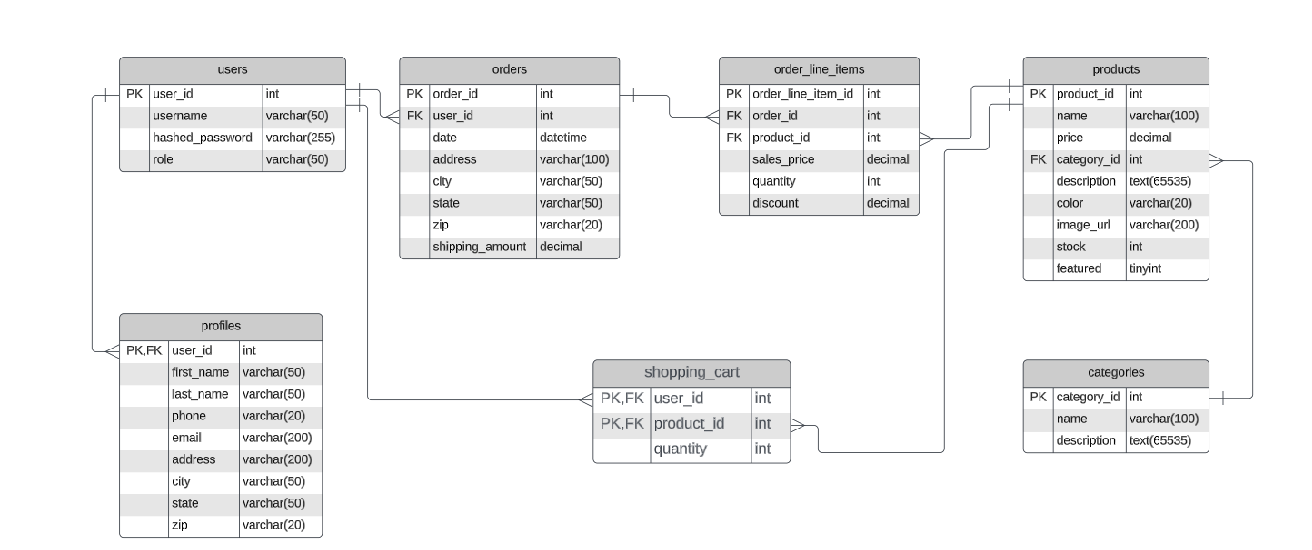 users
PK user_id int
username varchar(50)
hashed_password varchar(255)
role varchar(50)
orders
PK order_id int
FK user_id int
date datetime
address varchar(100)
city varchar(50)
state varchar(50)
zip varchar(20)
shipping_amount decimal
order_line_items
PK order_line_item_id int
FK order_id int
FK product_id int
sales_price decimal
quantity int
discount decimal
products
PK product_id int
name varchar(100)
price decimal
FK category_id int
description text(65535)
color varchar(20)
image_url varchar(200)
stock int
featured tinyint
profiles
PK,FK user_id int
first_name varchar(50)
last_name varchar(50)
phone varchar(20)
email varchar(200)
address varchar(200)
city varchar(50)
state varchar(50)
zip varchar(20)
shopping_cart
PK,FK user_id int
PK,FK product_id int
quantity int
categories
PK category_id int
name varchar(100)
description text(65535)